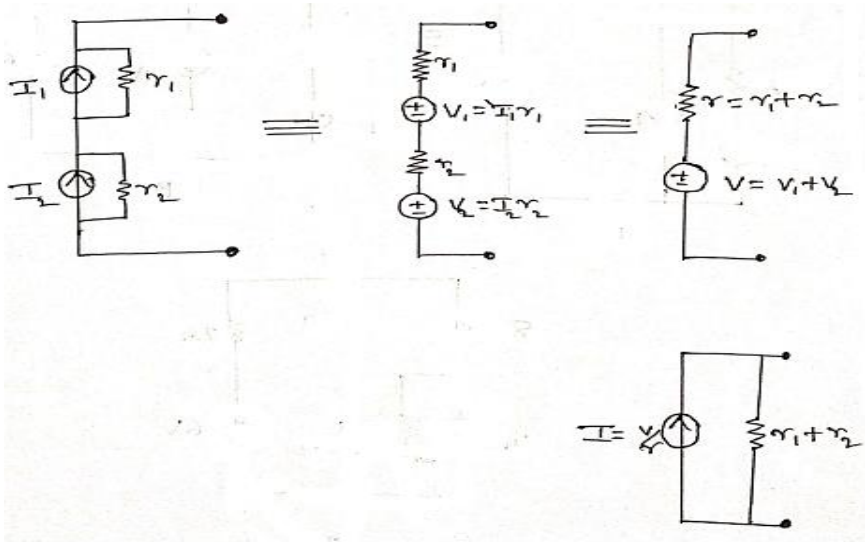 I₁
r₁
I₂
r₂
r₁
V₁ = I₁r₁
r₂
V₂ = I₂r₂
r = r₁ + r₂
V = V₁ + V₂
I = V/r
r₁ + r₂